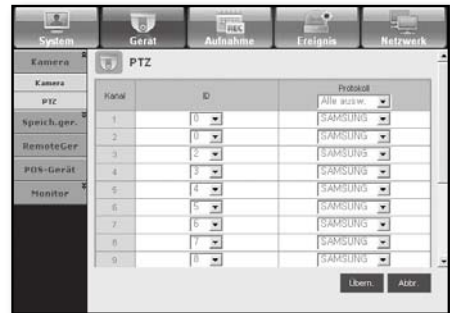 System Gerät Aufnahme Ereignis Netzwerk
Kamera
Kamera
PTZ
Speich.ger.
RemoteGer
POS-Gerät
Monitor
PTZ
Kanal ID Protokoll
Alle ausw.
1 0 SAMSUNG
2 0 SAMSUNG
3 2 SAMSUNG
4 3 SAMSUNG
5 4 SAMSUNG
6 5 SAMSUNG
7 6 SAMSUNG
8 7 SAMSUNG
9 8 SAMSUNG
Übern. Abbr.